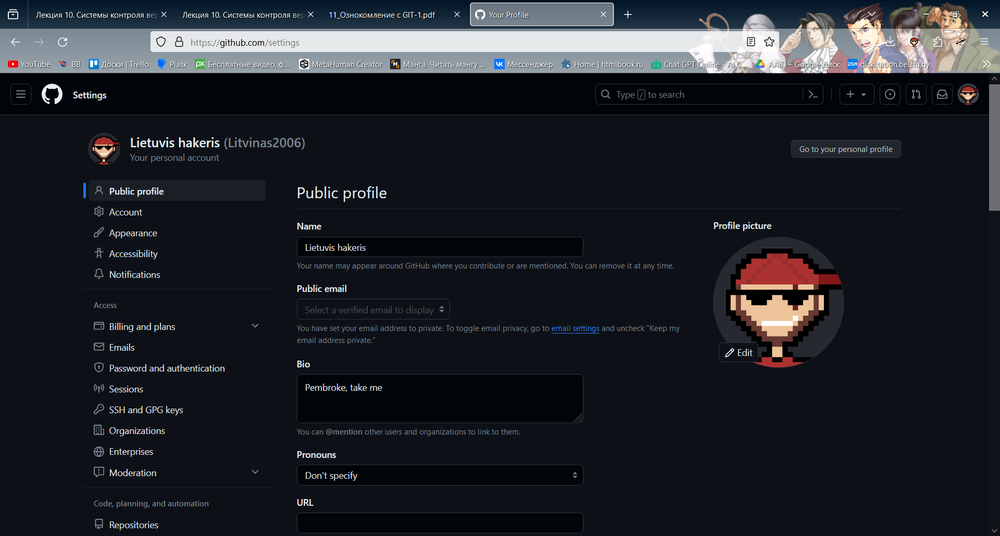 Лекция 10. Системы контроля вер
Лекция 10. Системы контроля вер
11_Ознокомление с GIT-1.pdf
Your Profile
https://github.com/settings
YouTube
ВВ
Доски | Trello
Plask
Бесплатные видео, ф...
MetaHuman Creator
Манга. Читать мангу ...
Мессенджер
Home | htmlbook.ru
Chat GPT Online - AI C...
ААІП – Google Диск
diskstation.belstu.by
Settings
Type / to search
Lietuvis hakeris (Litvinas2006)
Your personal account
Go to your personal profile
Public profile
Account
Appearance
Accessibility
Notifications
Access
Billing and plans
Emails
Password and authentication
Sessions
SSH and GPG keys
Organizations
Enterprises
Moderation
Code, planning, and automation
Repositories
Public profile
Name
Lietuvis hakeris
Your name may appear around GitHub where you contribute or are mentioned. You can remove it at any time.
Public email
Select a verified email to display
You have set your email address to private. To toggle email privacy, go to email settings and uncheck "Keep my
email address private."
Bio
Pembroke, take me
You can @mention other users and organizations to link to them.
Pronouns
Don't specify
URL
Profile picture
Edit